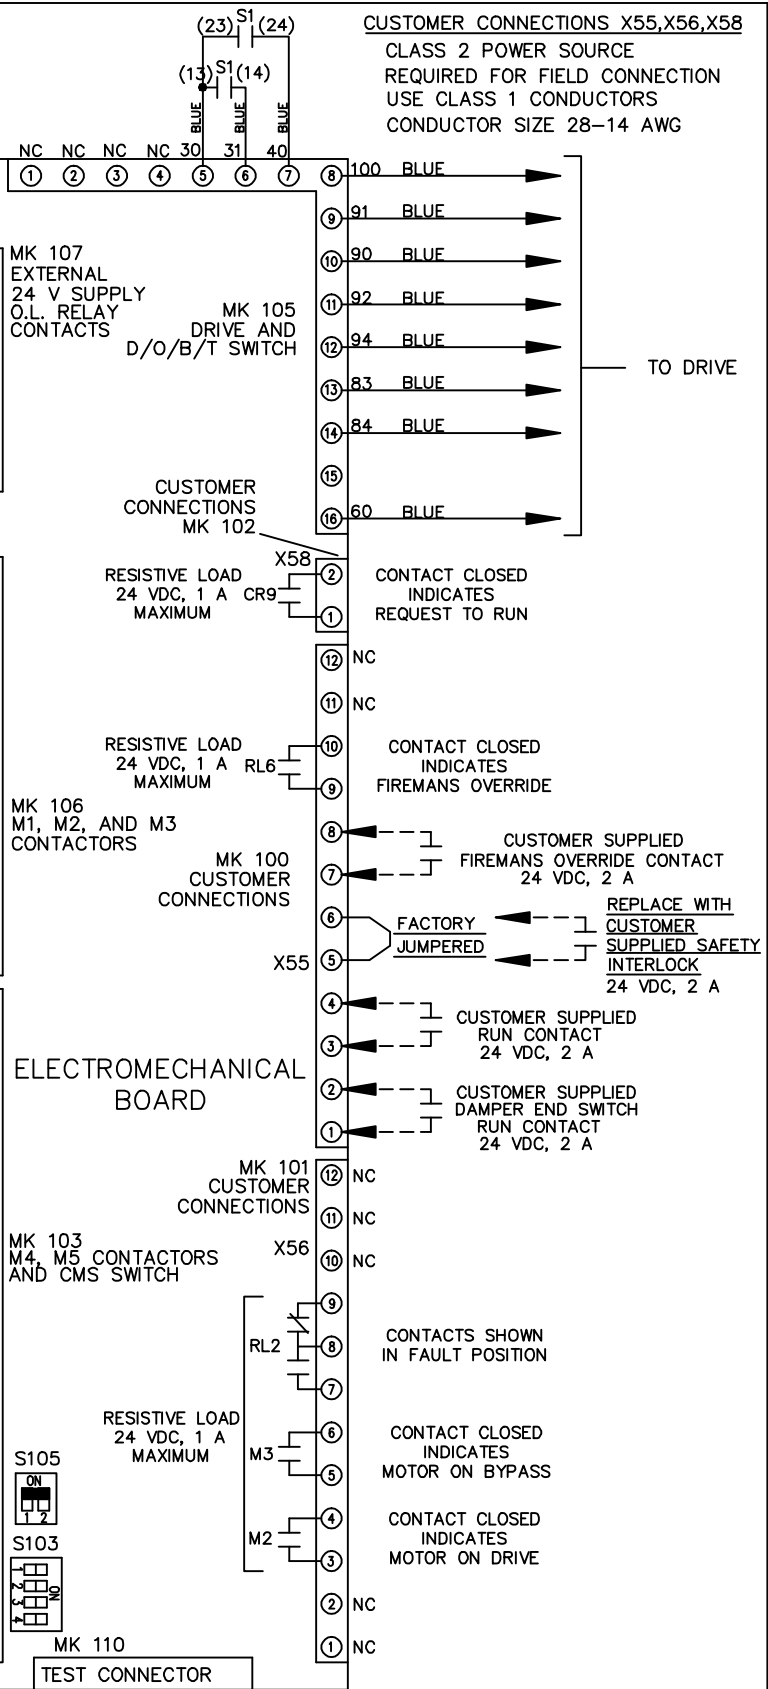 CUSTOMER CONNECTIONS X55,X56,X58
CLASS 2 POWER SOURCE
REQUIRED FOR FIELD CONNECTION
USE CLASS 1 CONDUCTORS
CONDUCTOR SIZE 28–14 AWG
(23) S1 (24)
(13) S1 (14)
BLUE BLUE BLUE
NC NC NC NC 30 31 40
1 2 3 4 5 6 7 8 100 BLUE
9 91 BLUE
10 90 BLUE
11 92 BLUE
12 94 BLUE
13 83 BLUE
14 84 BLUE
15
16 60 BLUE
TO DRIVE
MK 107
EXTERNAL
24 V SUPPLY
O.L. RELAY
CONTACTS
MK 105
DRIVE AND
D/O/B/T SWITCH
CUSTOMER
CONNECTIONS
MK 102
X58
2
1
RESISTIVE LOAD
24 VDC, 1 A
MAXIMUM
CR9
CONTACT CLOSED
INDICATES
REQUEST TO RUN
12 NC
11 NC
10
9
RESISTIVE LOAD
24 VDC, 1 A
MAXIMUM
RL6
CONTACT CLOSED
INDICATES
FIREMANS OVERRIDE
MK 106
M1, M2, AND M3
CONTACTORS
MK 100
CUSTOMER
CONNECTIONS
8
7
CUSTOMER SUPPLIED
FIREMANS OVERRIDE CONTACT
24 VDC, 2 A
6
5
FACTORY
JUMPERED
REPLACE WITH
CUSTOMER
SUPPLIED SAFETY
INTERLOCK
24 VDC, 2 A
X55
4
3
CUSTOMER SUPPLIED
RUN CONTACT
24 VDC, 2 A
ELECTROMECHANICAL
BOARD
2
1
CUSTOMER SUPPLIED
DAMPER END SWITCH
RUN CONTACT
24 VDC, 2 A
MK 101
CUSTOMER
CONNECTIONS
12 NC
11 NC
X56
10 NC
MK 103
M4, M5 CONTACTORS
AND CMS SWITCH
9
RL2 8
7
CONTACTS SHOWN
IN FAULT POSITION
RESISTIVE LOAD
24 VDC, 1 A
MAXIMUM
6
M3
5
CONTACT CLOSED
INDICATES
MOTOR ON BYPASS
4
M2
3
CONTACT CLOSED
INDICATES
MOTOR ON DRIVE
2 NC
1 NC
S105
ON
1 2
S103
1
2
3
4
ON
MK 110
TEST CONNECTOR